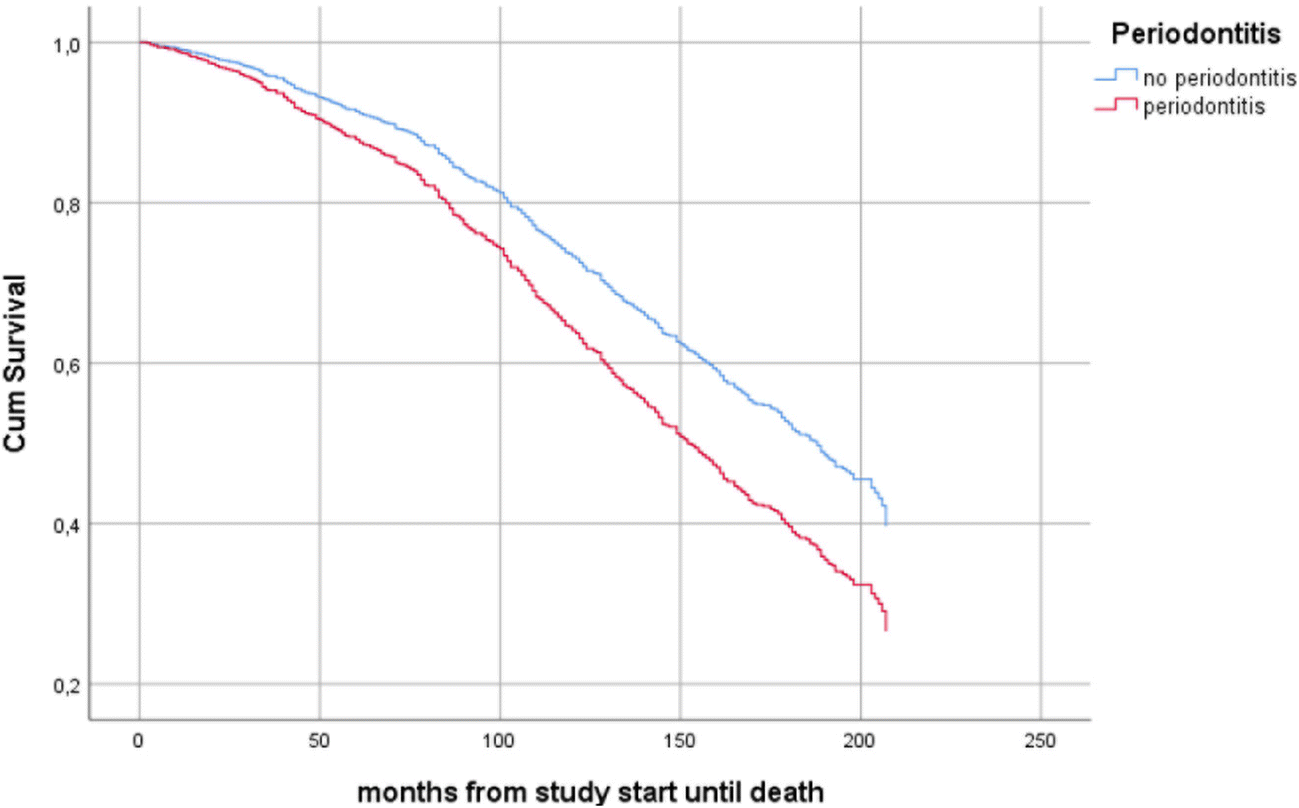 Periodontitis
no periodontitis
periodontitis
Cum Survival
1,0
0,8
0,6
0,4
0,2
0 50 100 150 200 250
months from study start until death